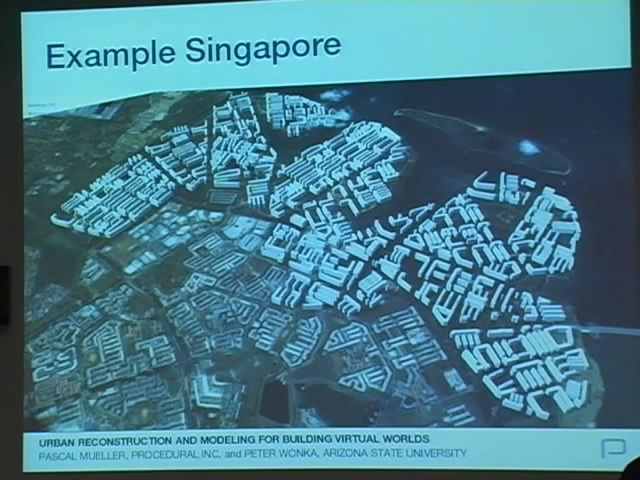 Example Singapore
URBAN RECONSTRUCTION AND MODELING FOR BUILDING VIRTUAL WORLDS
PASCAL MUELLER, PROCEDURAL INC. and PETER WONKA, ARIZONA STATE UNIVERSITY